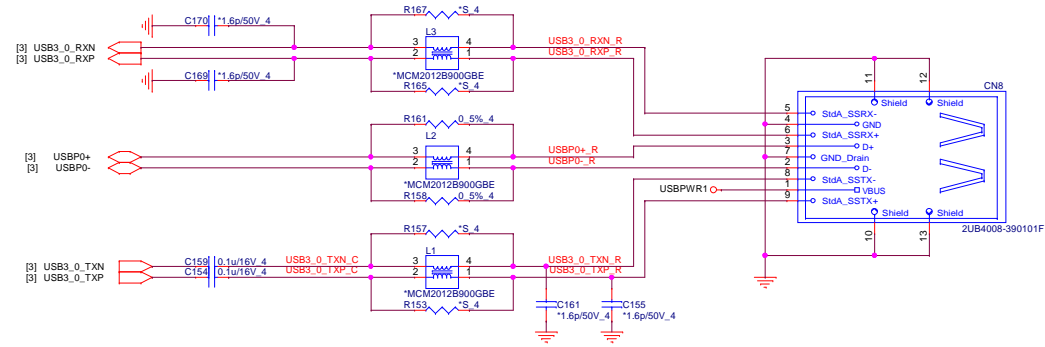 R167 *S_4
C170 *1.6p/50V_4
L3
[3] USB3_0_RXN 3 4 USB3_0_RXN_R
[3] USB3_0_RXP 2 1 USB3_0_RXP_R
*MCM2012B900GBE
C169 *1.6p/50V_4
R165 *S_4
R161 0_5%_4
L2
[3] USBP0+ 3 4 USBP0+_R
[3] USBP0- 2 1 USBP0-_R
*MCM2012B900GBE
R158 0_5%_4
R157 *S_4
L1
[3] USB3_0_TXN C159 0.1u/16V_4 USB3_0_TXN_C 3 4 USB3_0_TXN_R
[3] USB3_0_TXP C154 0.1u/16V_4 USB3_0_TXP_C 2 1 USB3_0_TXP_R
*MCM2012B900GBE
R153 *S_4
C161
*1.6p/50V_4
C155
*1.6p/50V_4
CN8
11 12
Shield Shield
5 StdA_SSRX-
4 GND
6 StdA_SSRX+
3 D+
7 GND_Drain
2 D-
8 StdA_SSTX-
USBPWR1 1 VBUS
9 StdA_SSTX+
Shield Shield
10 13
2UB4008-390101F